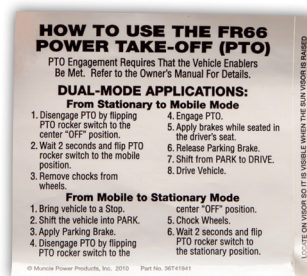 HOW TO USE THE FR66
POWER TAKE-OFF (PTO)
PTO Engagement Requires That the Vehicle Enablers
Be Met. Refer to the Owner's Manual For Details.
DUAL-MODE APPLICATIONS:
From Stationary to Mobile Mode
1. Disengage PTO by flipping
PTO rocker switch to the
center "OFF" position.
2. Wait 2 seconds and flip PTO
rocker switch to the mobile
position.
3. Remove chocks from
wheels.
4. Engage PTO.
5. Apply brakes while seated in
the driver's seat.
6. Release Parking Brake.
7. Shift from PARK to DRIVE.
8. Drive Vehicle.
From Mobile to Stationary Mode
1. Bring vehicle to a Stop.
2. Shift the vehicle into PARK.
3. Apply Parking Brake.
4. Disengage PTO by flipping
PTO rocker switch to the
center "OFF" position.
5. Chock Wheels.
6. Wait 2 seconds and flip
PTO rocker switch to
the stationary position.
© Muncie Power Products, Inc. 2010 Part No. 36T41941
ON VISOR SO IT IS VISIBLE WHEN THE SUN VISOR IS RAISED